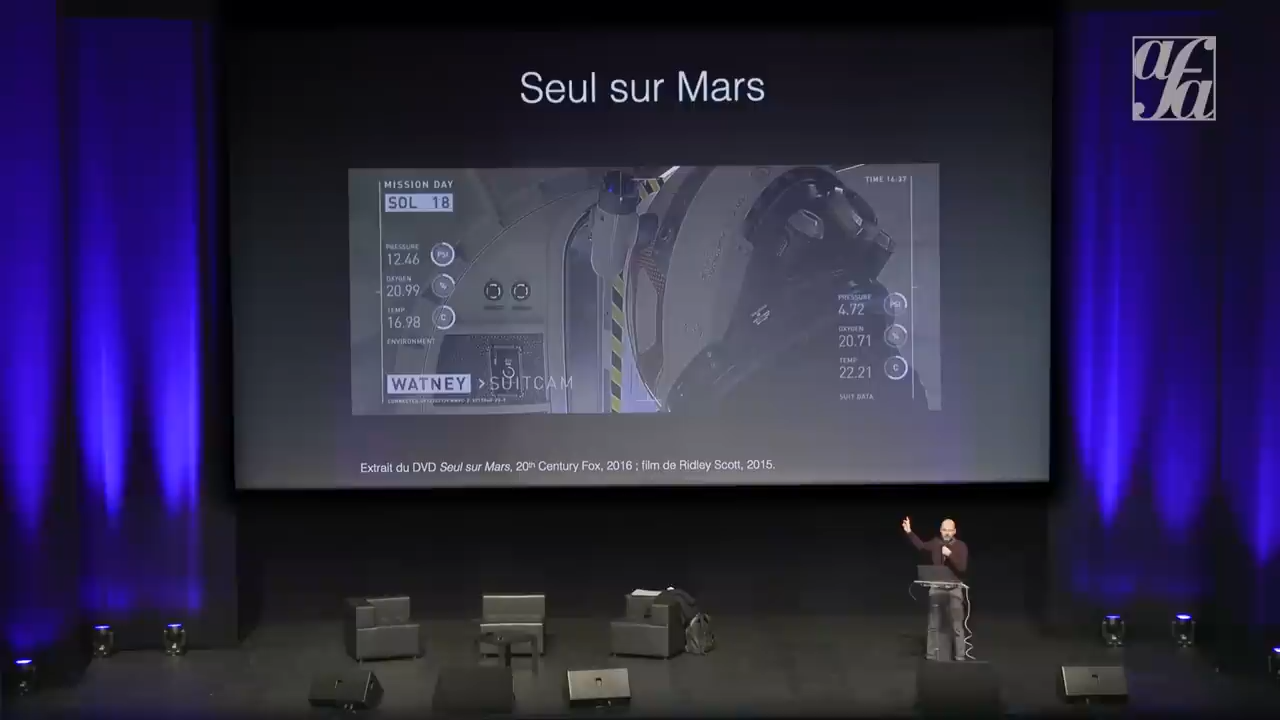 afa
Seul sur Mars
MISSION DAY
SOL 18
TIME 16:37
PRESSURE
12.46 PSI
OXYGEN
20.99 %
TEMP
16.98 C
ENVIRONMENT
WATNEY >SUITCAM
PRESSURE
4.72 PSI
OXYGEN
20.71 %
TEMP
22.21 C
SUIT DATA
Extrait du DVD Seul sur Mars, 20th Century Fox, 2016 ; film de Ridley Scott, 2015.